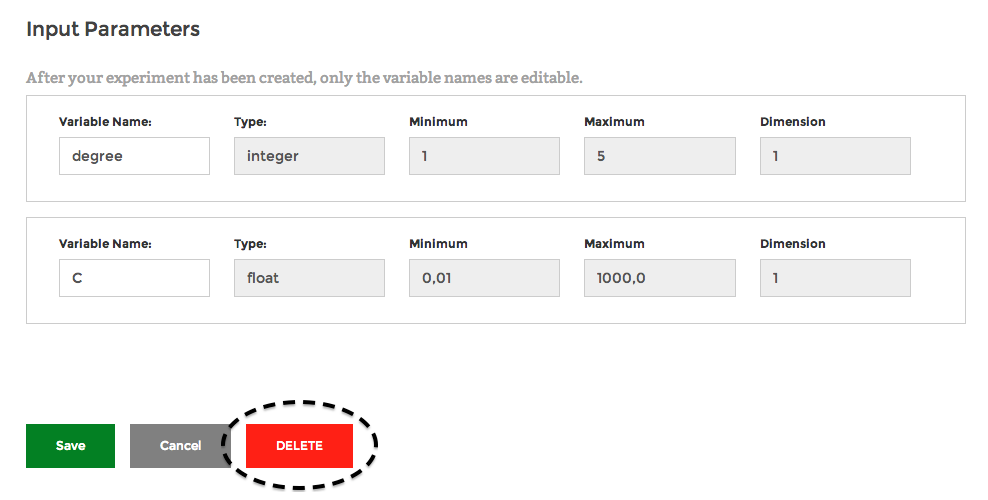 Input Parameters
After your experiment has been created, only the variable names are editable.
Variable Name: Type: Minimum Maximum Dimension
degree integer 1 5 1
Variable Name: Type: Minimum Maximum Dimension
C float 0,01 1000,0 1
Save Cancel DELETE